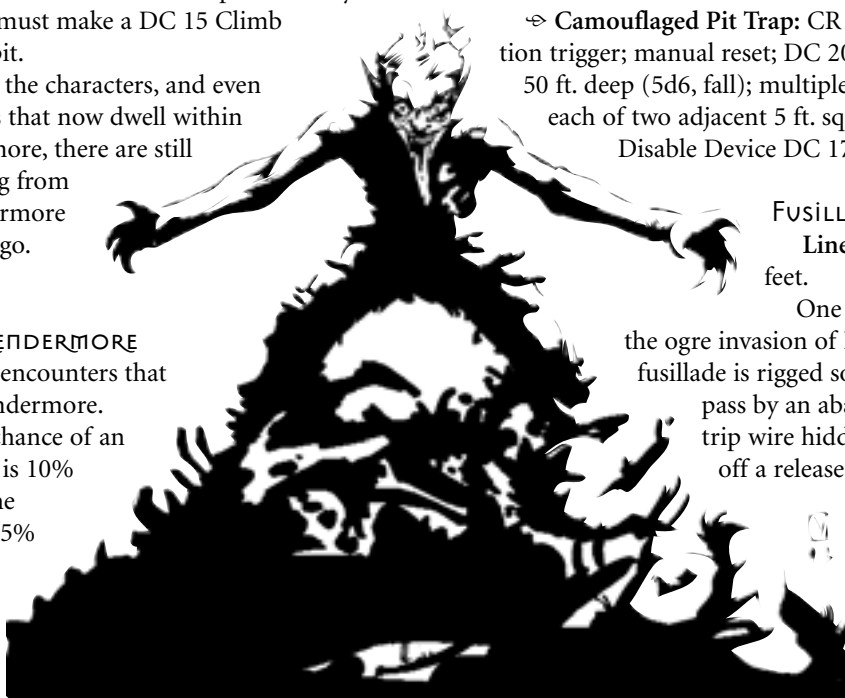 must make a DC 15 Climb
pit.
the characters, and even
that now dwell within
more, there are still
from
ermore
go.
ENDERMORE
encounters that
ndermore.
chance of an
is 10%
ne
5%
Camouflaged Pit Trap: CR
tion trigger; manual reset; DC 20
50 ft. deep (5d6, fall); multiple
each of two adjacent 5 ft. sq
Disable Device DC 17
FUSILL
Line
feet.
One
the ogre invasion of
fusillade is rigged so
pass by an aba
trip wire hidd
off a release